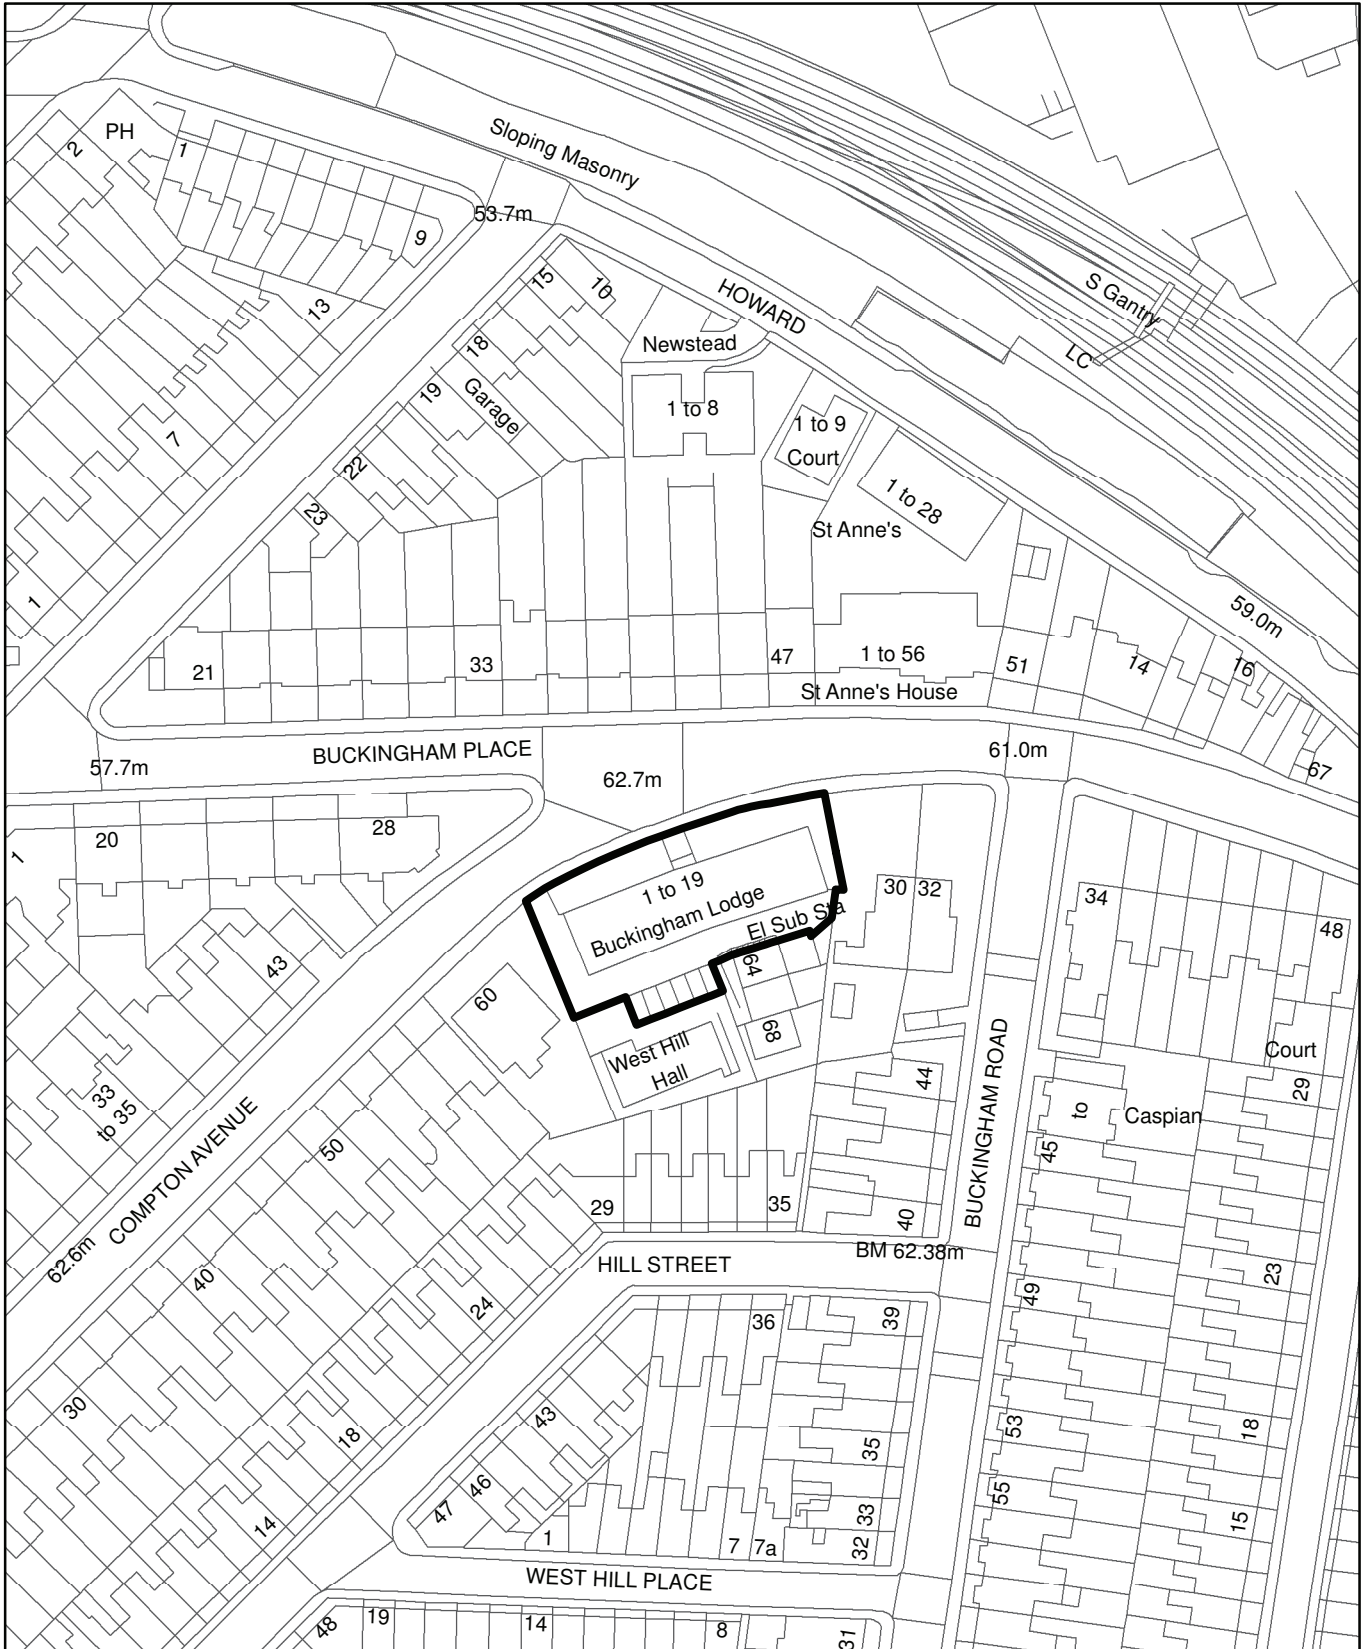 PH
2
1
Sloping Masonry
53.7m
9
13
15
10
HOWARD
S Gantry
LC
Newstead
18
19
Garage
1 to 8
1 to 9
Court
7
22
23
1 to 28
St Anne's
1
59.0m
21
33
47
1 to 56
51
14
16
St Anne's House
67
BUCKINGHAM PLACE
57.7m
62.7m
61.0m
1
20
28
1 to 19
Buckingham Lodge
El Sub Sta
30
32
34
48
43
60
64
68
West Hill
Hall
44
Court
29
33
to 35
50
to
Caspian
45
COMPTON AVENUE
BUCKINGHAM ROAD
29
35
40
62.6m
BM 62.38m
HILL STREET
40
24
49
23
36
39
30
18
43
53
18
35
47
46
55
14
33
15
1
7
7a
32
WEST HILL PLACE
48
19
14
8
31